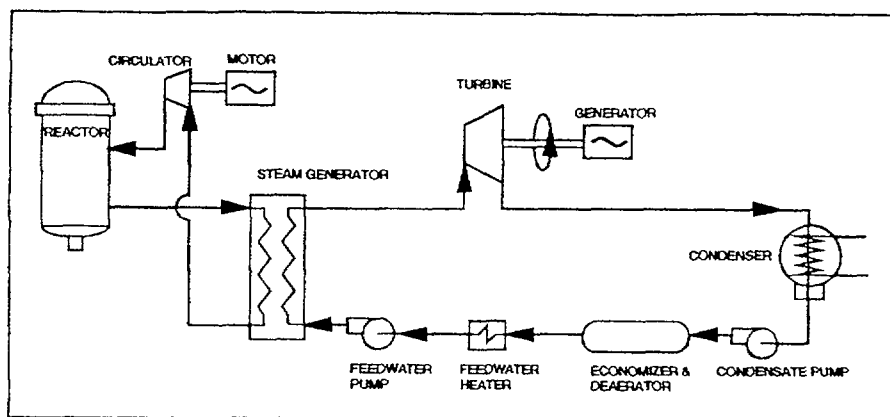 CIRCULATOR
MOTOR
REACTOR
TURBINE
GENERATOR
STEAM GENERATOR
CONDENSER
FEEDWATER
PUMP
FEEDWATER
HEATER
ECONOMIZER &
DEAERATOR
CONDENSATE PUMP